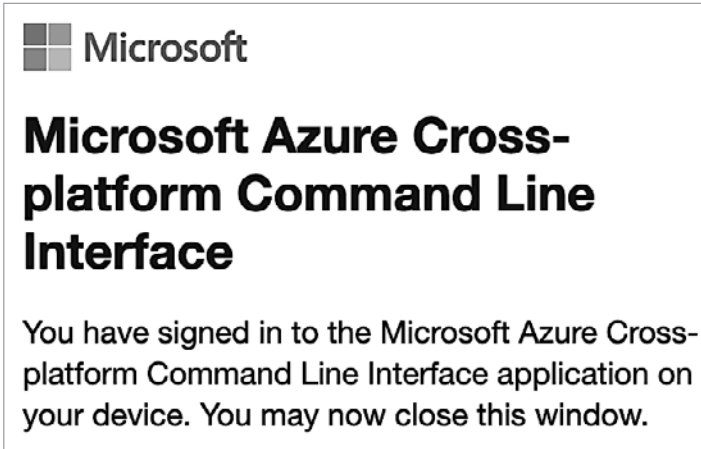 Microsoft
Microsoft Azure Cross-
platform Command Line
Interface
You have signed in to the Microsoft Azure Cross-
platform Command Line Interface application on
your device. You may now close this window.